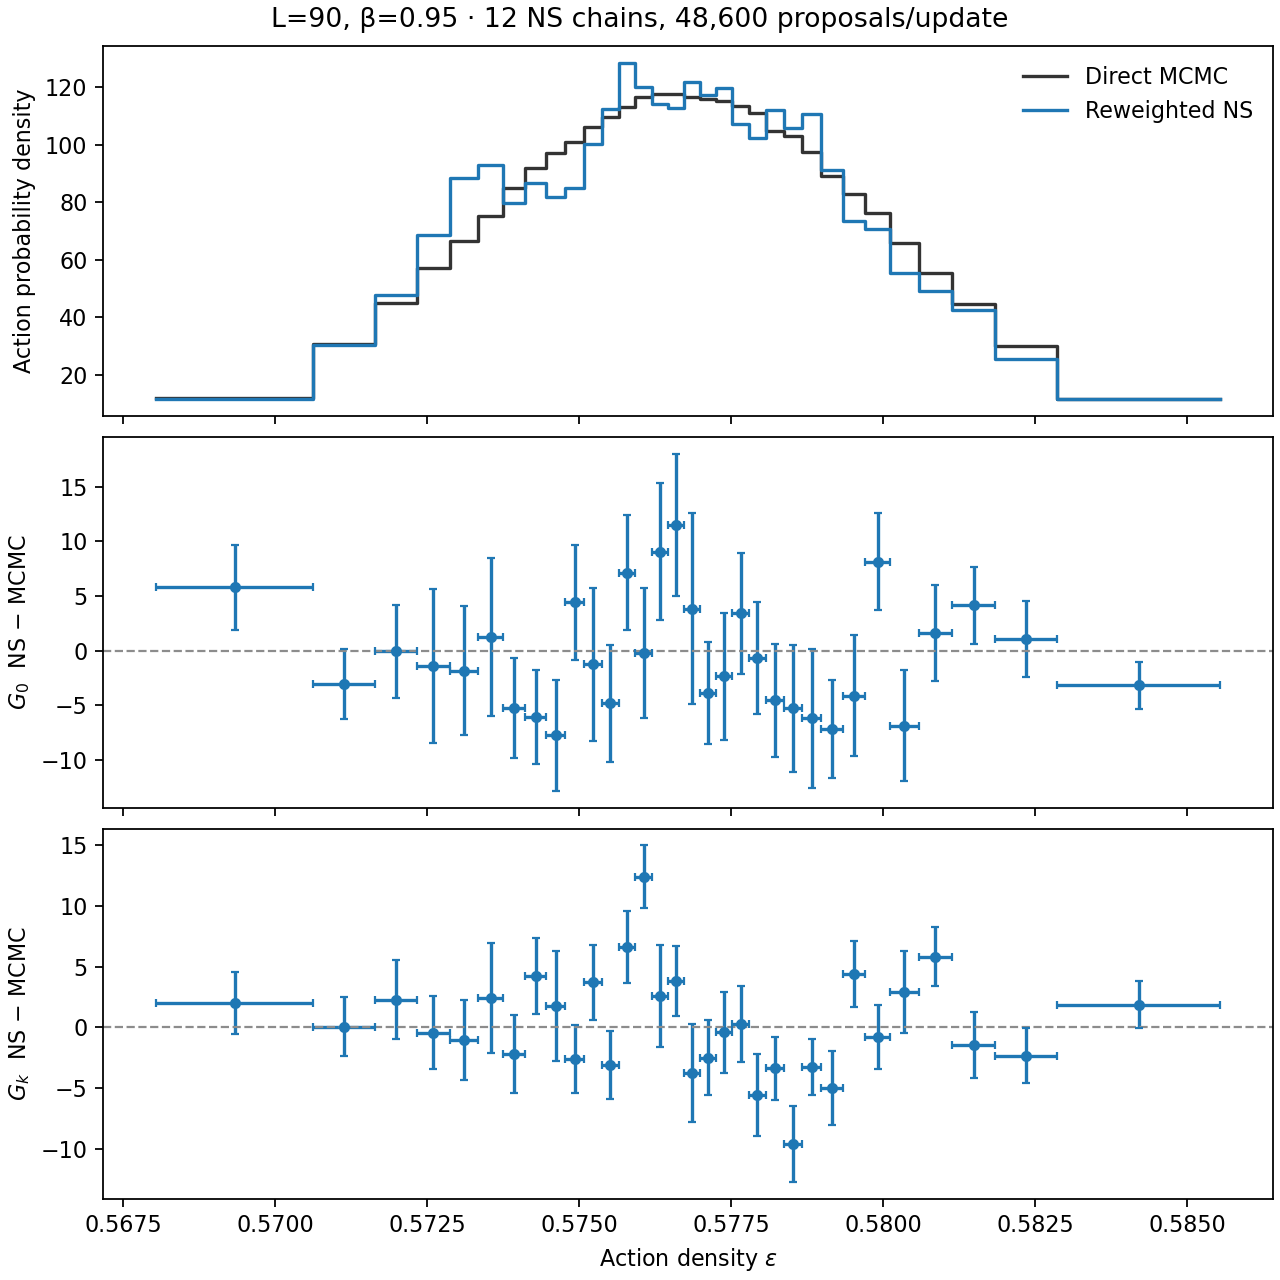 L=90, β=0.95 · 12 NS chains, 48,600 proposals/update
Action probability density
120
100
80
60
40
20
Direct MCMC
Reweighted NS
G₀ NS − MCMC
15
10
5
0
−5
−10
Gₖ NS − MCMC
15
10
5
0
−5
−10
0.5675 0.5700 0.5725 0.5750 0.5775 0.5800 0.5825 0.5850
Action density ε